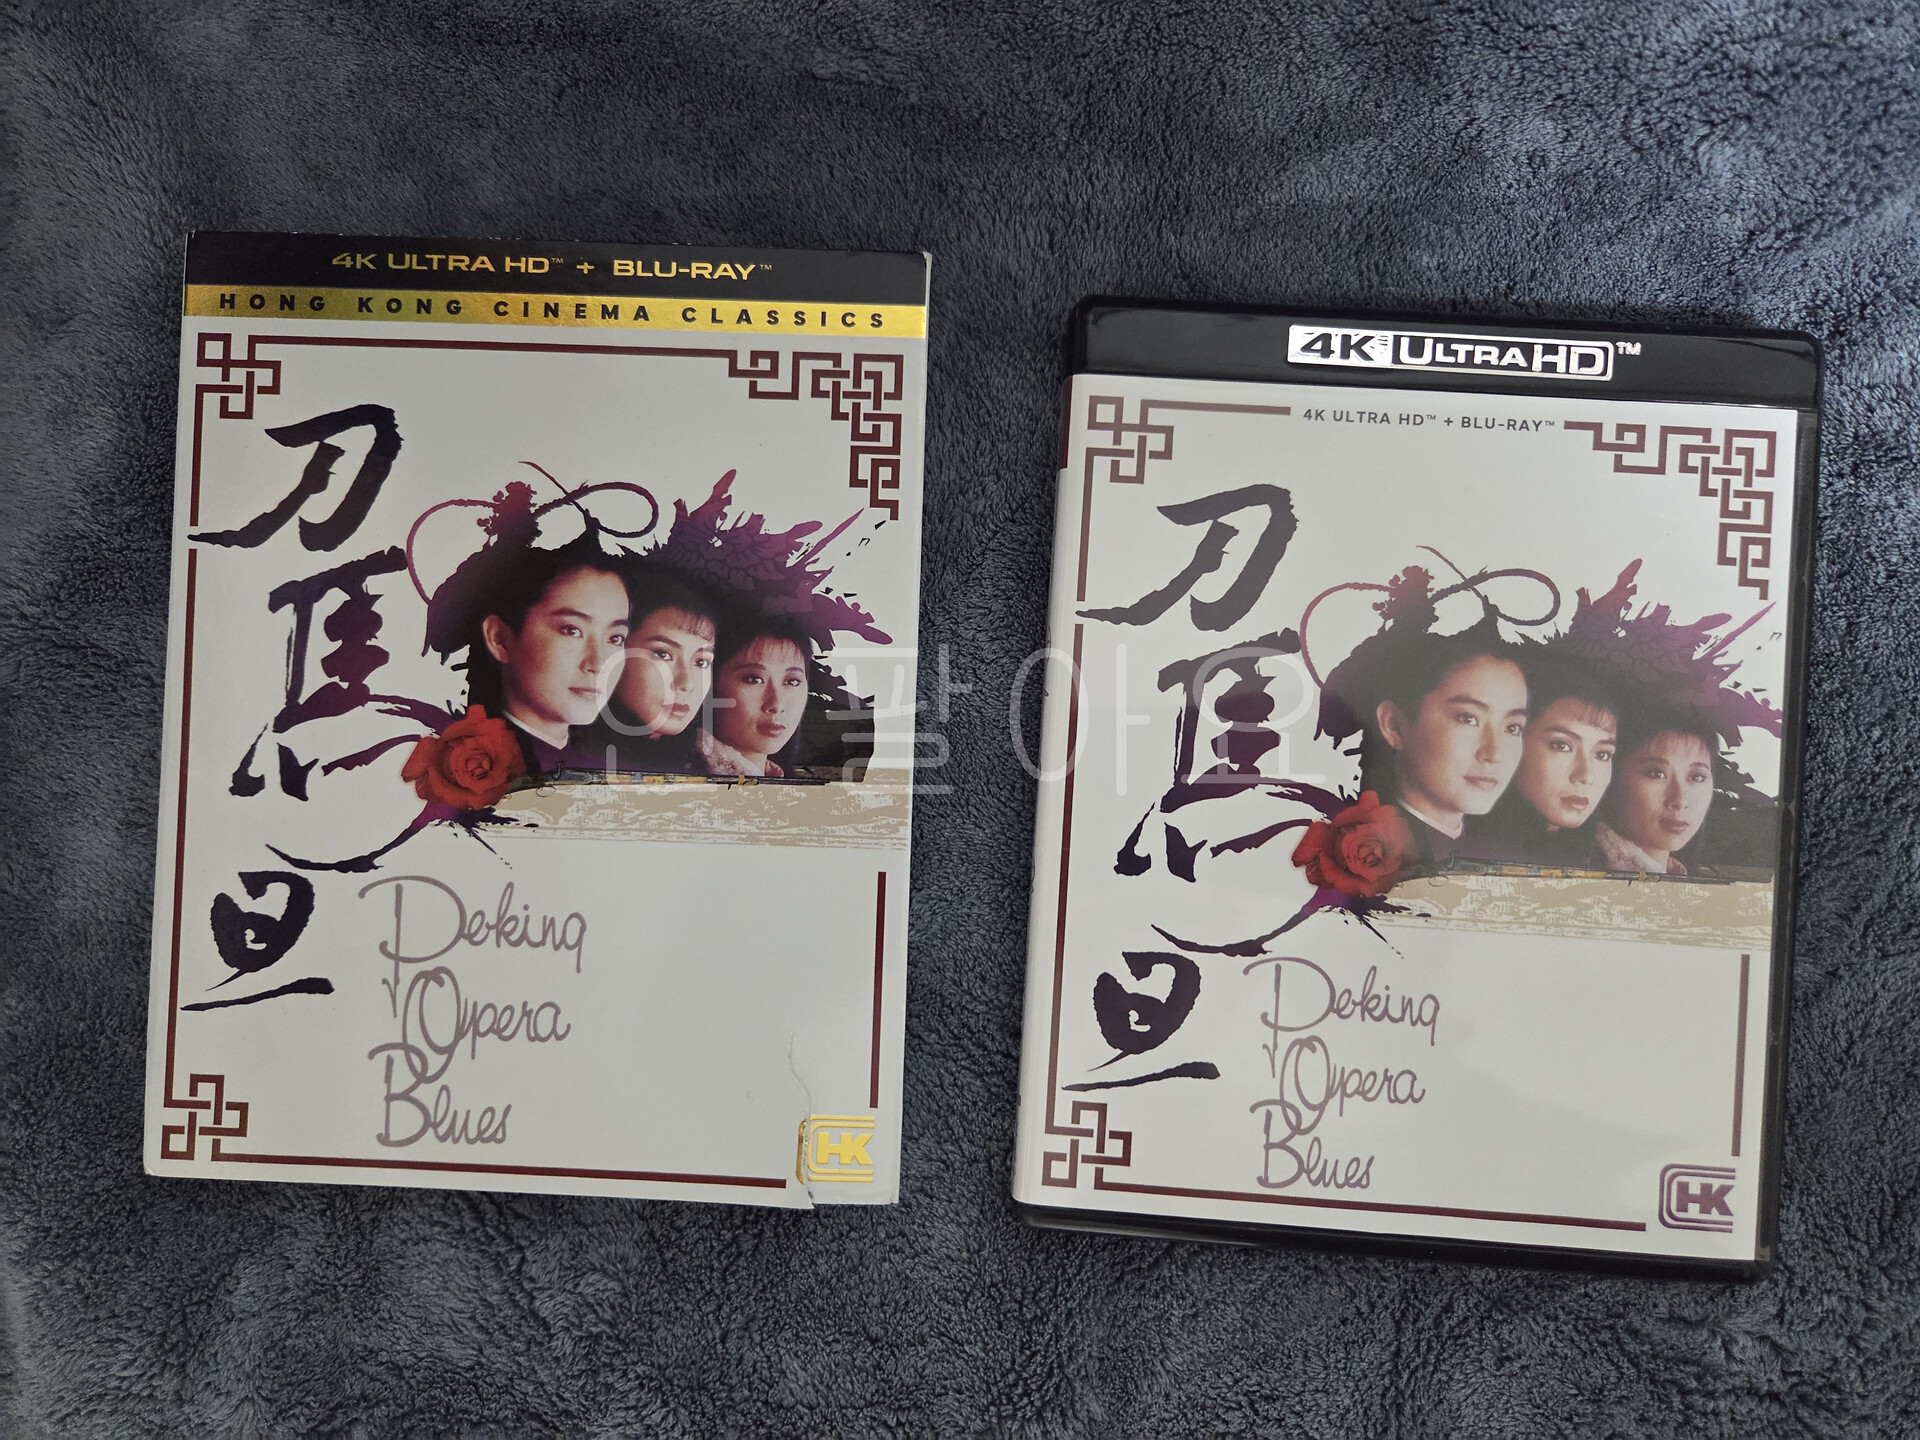 4K ULTRA HD™ + BLU-RAY™
HONG KONG CINEMA CLASSICS
刀
馬
旦
Peking
Opera
Blues
HK
4K ULTRA HD™
4K ULTRA HD™ + BLU-RAY™
刀
馬
旦
Peking
Opera
Blues
HK
안 팔아요